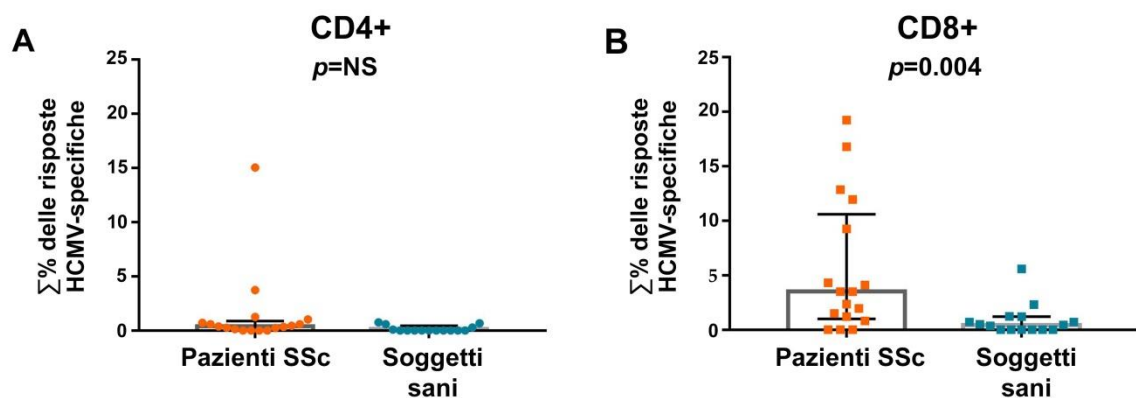 A
CD4+
p=NS
∑% delle risposte
HCMV-specifiche
25
20
15
10
5
0
Pazienti SSc
Soggetti
sani
B
CD8+
p=0.004
∑% delle risposte
HCMV-specifiche
25
20
15
10
5
0
Pazienti SSc
Soggetti
sani